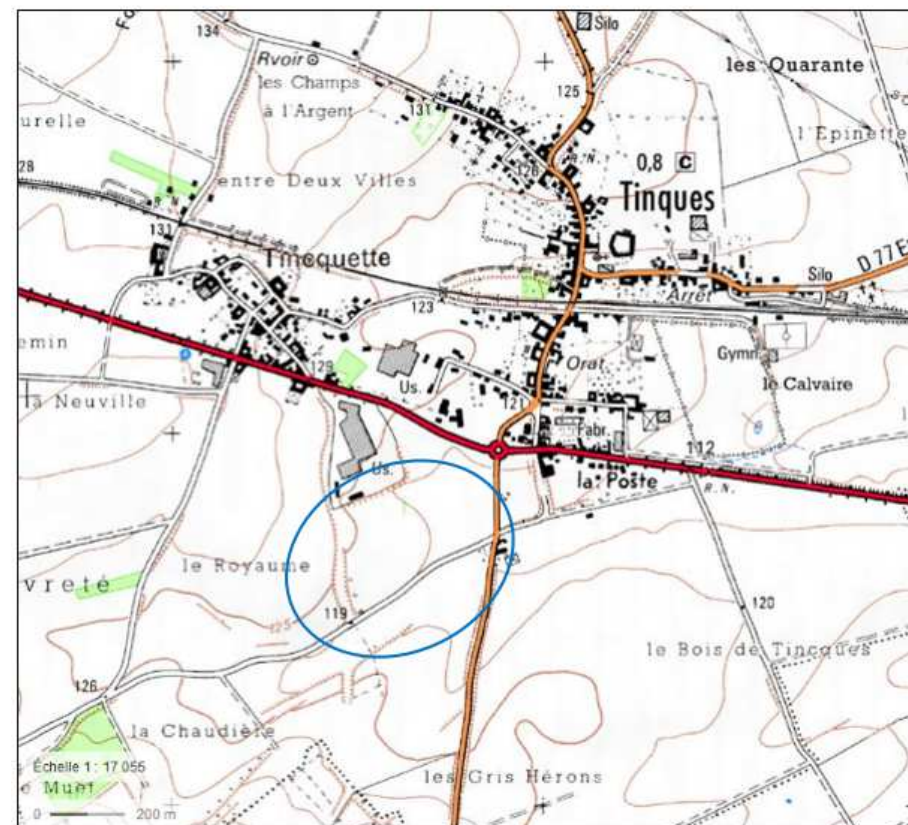 134
Silo
Rvoir
les Champs
à l'Argent
les Quarante
125
131
l'Epinette
urelle
126
R.N.
0,8 C
28
entre Deux Villes
Tinques
R.N.
131
Tincquette
Silo
D 77E
Arrêt
123
emin
Orat
Gymn.
129
Us.
le Calvaire
la Neuville
121
Fabr.
112
Us.
la Poste
R.N.
le Royaume
vreté
119
125
120
le Bois de Tincques
126
la Chaudière
Échelle 1 : 17 055
les Gris Hérons
e Muet
0 200 m